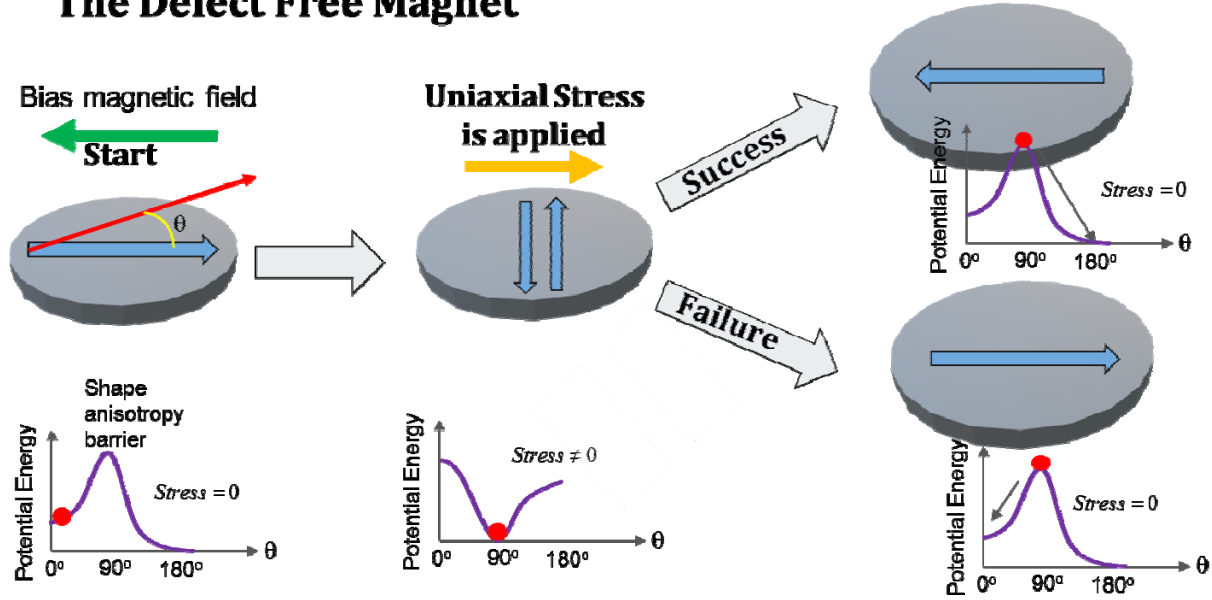 The Defect Free Magnet
Bias magnetic field
Start
θ
Uniaxial Stress
is applied
Success
Failure
Potential Energy
Stress = 0
0° 90° 180° θ
Shape
anisotropy
barrier
Potential Energy
Stress = 0
0° 90° 180° θ
Potential Energy
Stress ≠ 0
0° 90° 180° θ
Potential Energy
Stress = 0
0° 90° 180° θ